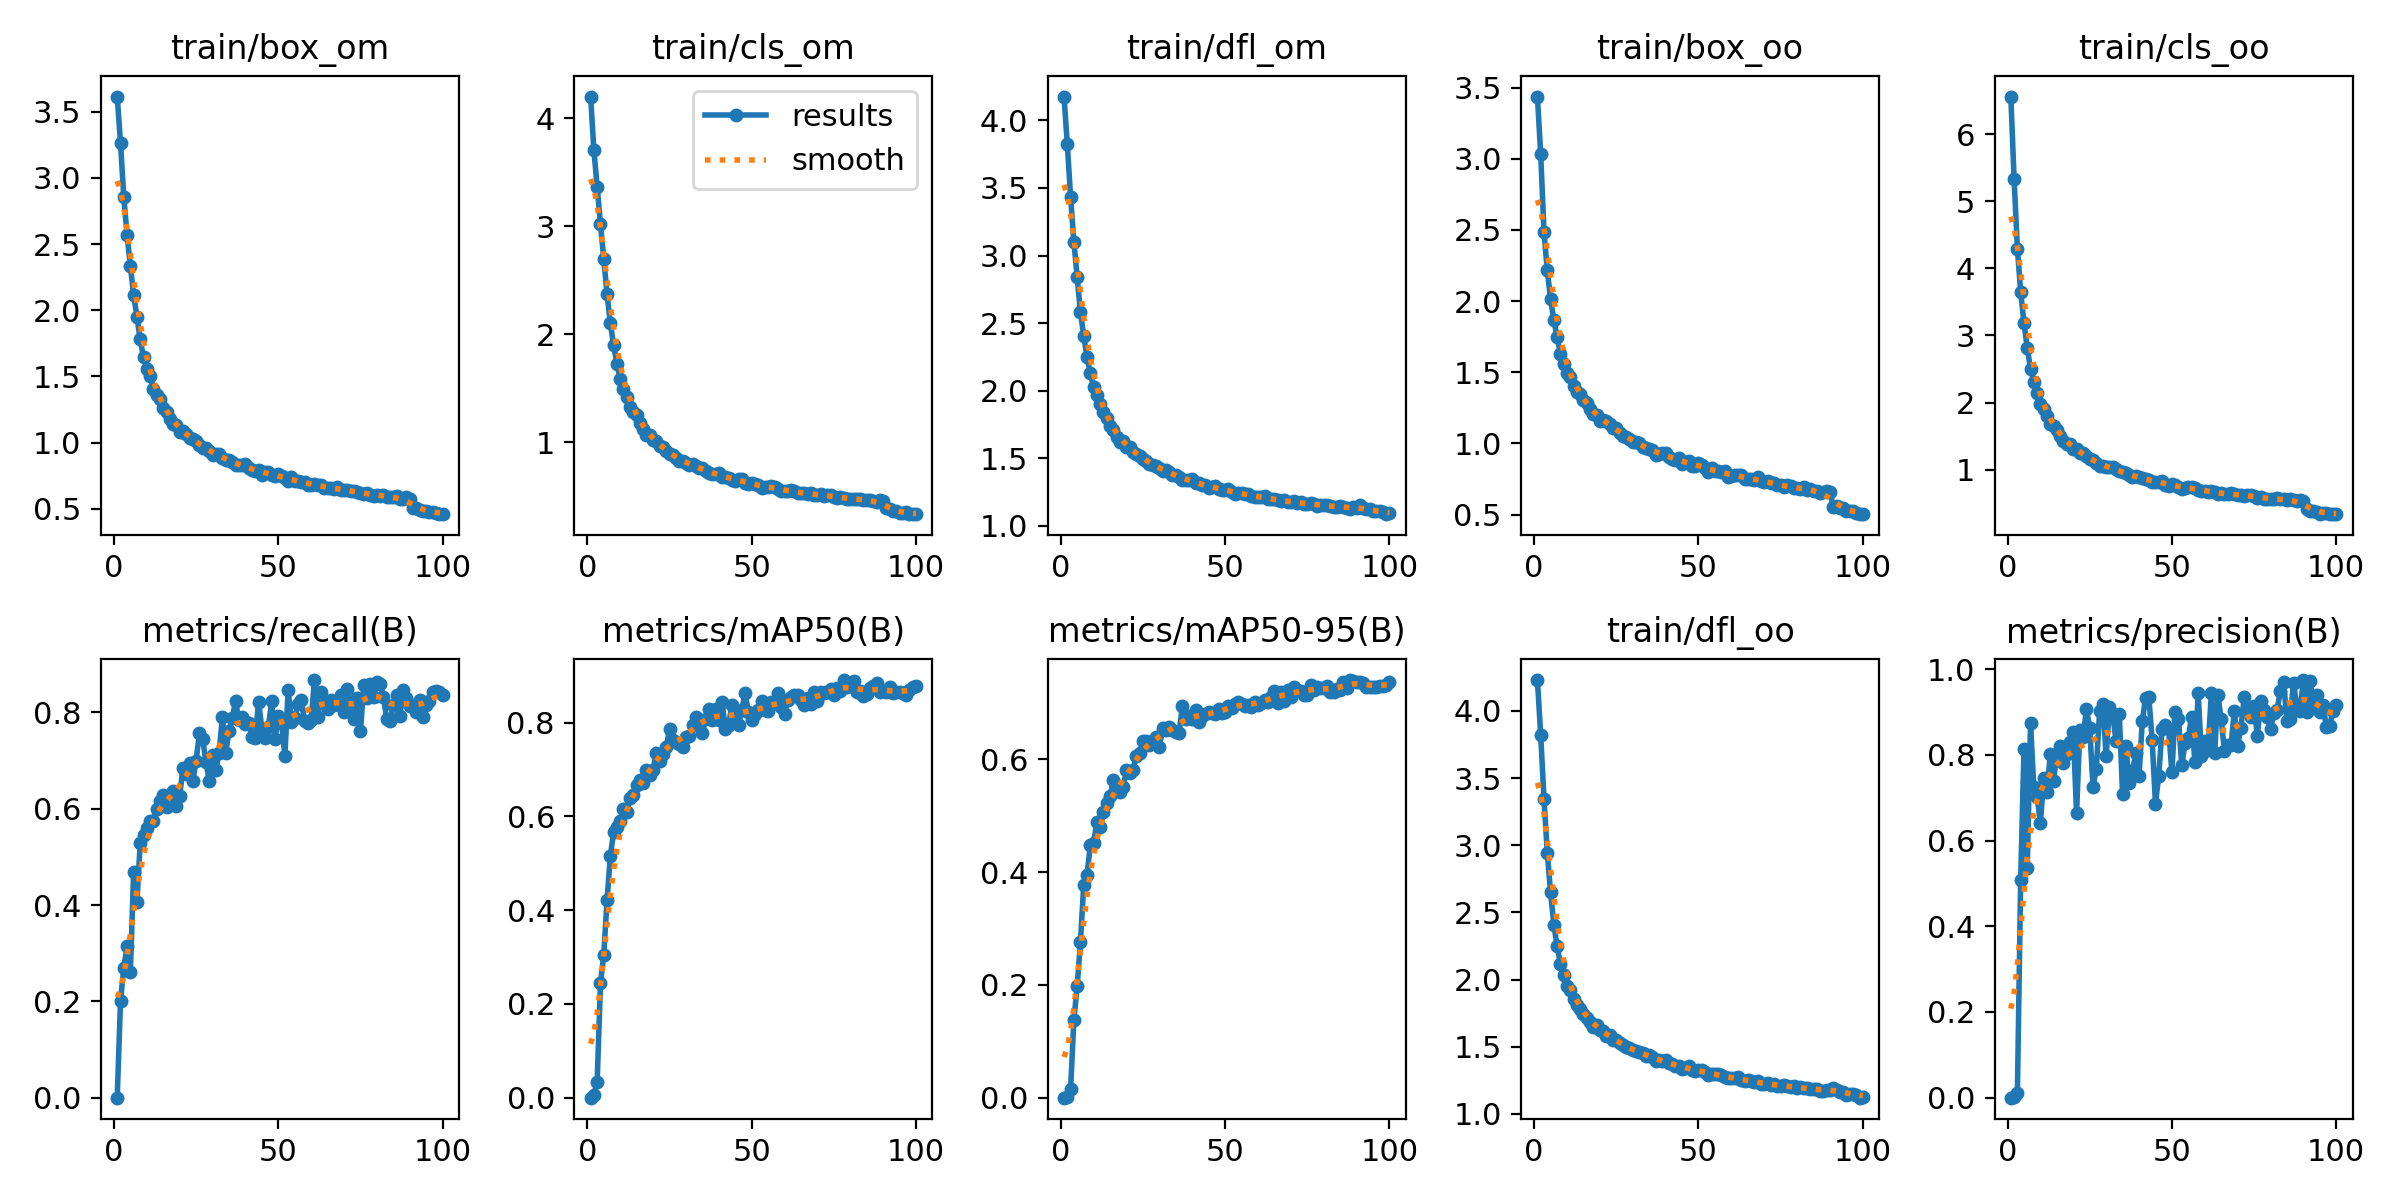 train/box_om
3.5
3.0
2.5
2.0
1.5
1.0
0.5
0 50 100
train/cls_om
results
smooth
4
3
2
1
0 50 100
train/dfl_om
4.0
3.5
3.0
2.5
2.0
1.5
1.0
0 50 100
train/box_oo
3.5
3.0
2.5
2.0
1.5
1.0
0.5
0 50 100
train/cls_oo
6
5
4
3
2
1
0 50 100
metrics/recall(B)
0.8
0.6
0.4
0.2
0.0
0 50 100
metrics/mAP50(B)
0.8
0.6
0.4
0.2
0.0
0 50 100
metrics/mAP50-95(B)
0.6
0.4
0.2
0.0
0 50 100
train/dfl_oo
4.0
3.5
3.0
2.5
2.0
1.5
1.0
0 50 100
metrics/precision(B)
1.0
0.8
0.6
0.4
0.2
0.0
0 50 100